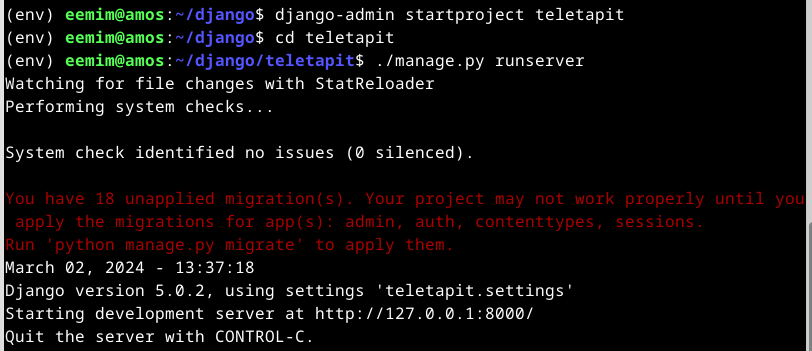 (env) eemim@amos:~/django$ django-admin startproject teletapit
(env) eemim@amos:~/django$ cd teletapit
(env) eemim@amos:~/django/teletapit$ ./manage.py runserver
Watching for file changes with StatReloader
Performing system checks...

System check identified no issues (0 silenced).

You have 18 unapplied migration(s). Your project may not work properly until you
 apply the migrations for app(s): admin, auth, contenttypes, sessions.
Run 'python manage.py migrate' to apply them.
March 02, 2024 - 13:37:18
Django version 5.0.2, using settings 'teletapit.settings'
Starting development server at http://127.0.0.1:8000/
Quit the server with CONTROL-C.